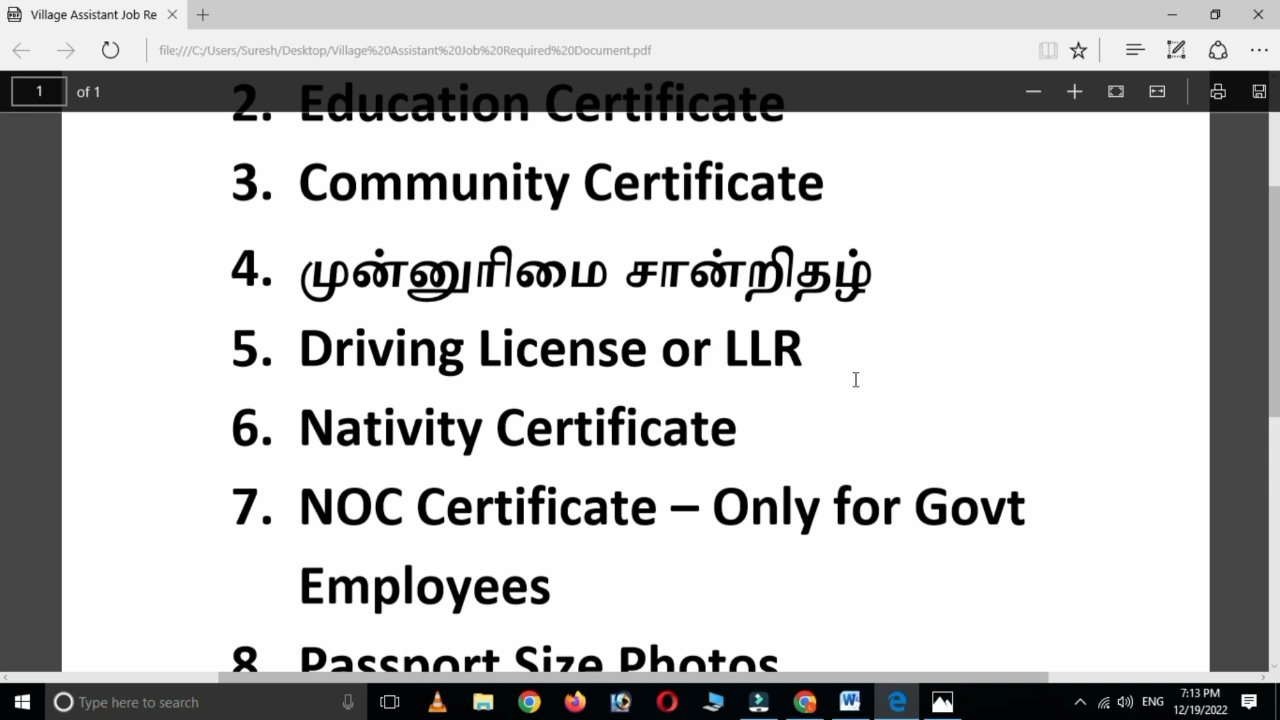 Village Assistant Job Re
file:///C:/Users/Suresh/Desktop/Village%20Assistant%20Job%20Required%20Document.pdf
1 of 1
2. Education Certificate
3. Community Certificate
4. முன்னுரிமை சான்றிதழ்
5. Driving License or LLR
6. Nativity Certificate
7. NOC Certificate – Only for Govt
Employees
8. Passport Size Photos
Type here to search
ENG
7:13 PM
12/19/2022